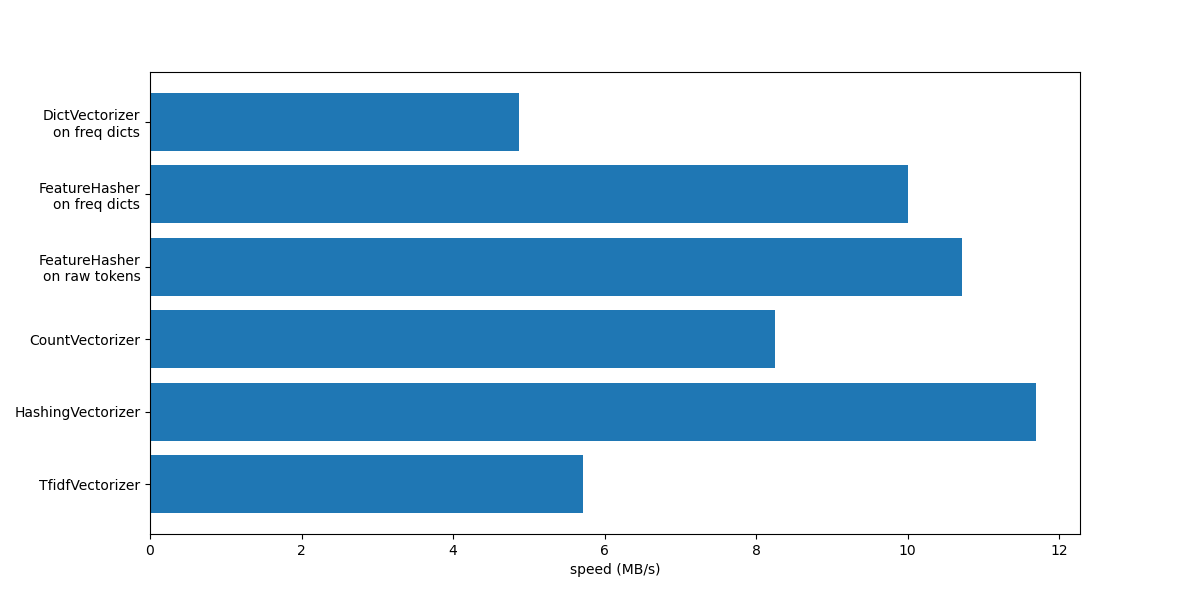 DictVectorizer
on freq dicts
FeatureHasher
on freq dicts
FeatureHasher
on raw tokens
CountVectorizer
HashingVectorizer
TfidfVectorizer
0 2 4 6 8 10 12
speed (MB/s)